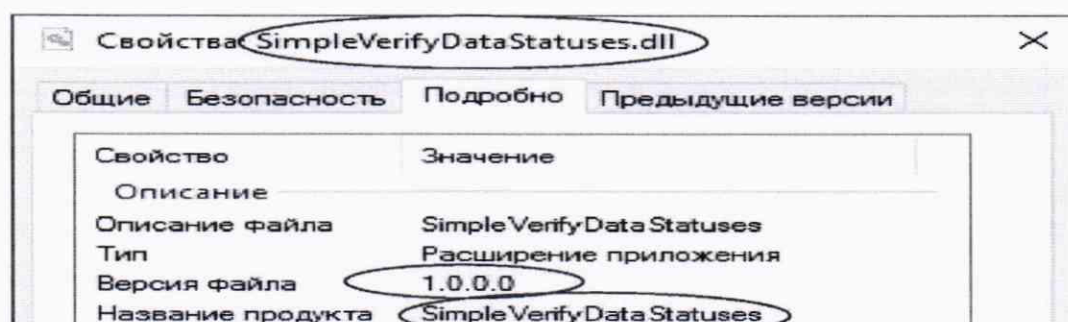 Свойства: SimpleVerifyDataStatuses.dll
Общие Безопасность Подробно Предыдущие версии
Свойство Значение
Описание
Описание файла SimpleVerifyDataStatuses
Тип Расширение приложения
Версия файла 1.0.0.0
Название продукта SimpleVerifyDataStatuses